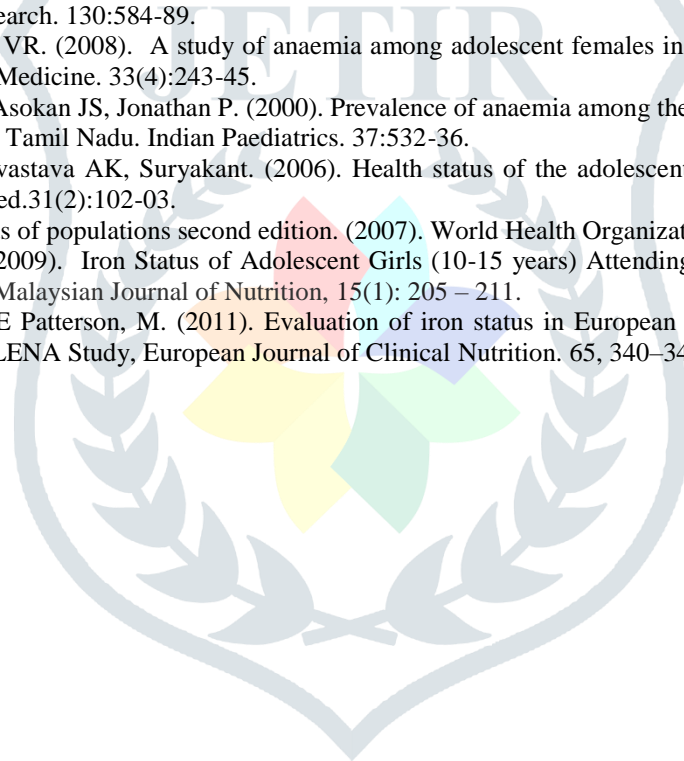 JETIR
earch. 130:584-89.
VR. (2008). A study of anaemia among adolescent females in
Medicine. 33(4):243-45.
Asokan JS, Jonathan P. (2000). Prevalence of anaemia among the
Tamil Nadu. Indian Paediatrics. 37:532-36.
vastava AK, Suryakant. (2006). Health status of the adolescent
ed.31(2):102-03.
s of populations second edition. (2007). World Health Organizat
2009). Iron Status of Adolescent Girls (10-15 years) Attending
Malaysian Journal of Nutrition, 15(1): 205 – 211.
E Patterson, M. (2011). Evaluation of iron status in European
LENA Study, European Journal of Clinical Nutrition. 65, 340–34